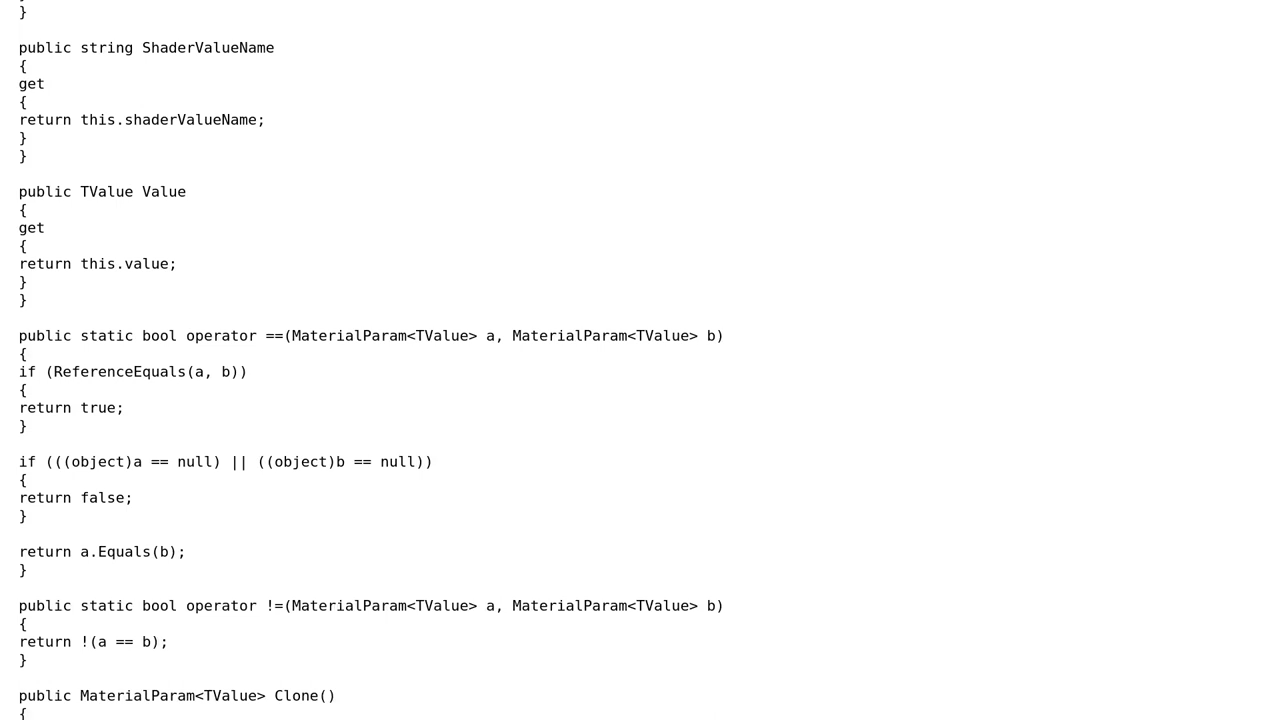 }

public string ShaderValueName
{
get
{
return this.shaderValueName;
}
}

public TValue Value
{
get
{
return this.value;
}
}

public static bool operator ==(MaterialParam<TValue> a, MaterialParam<TValue> b)
{
if (ReferenceEquals(a, b))
{
return true;
}

if (((object)a == null) || ((object)b == null))
{
return false;
}

return a.Equals(b);
}

public static bool operator !=(MaterialParam<TValue> a, MaterialParam<TValue> b)
{
return !(a == b);
}

public MaterialParam<TValue> Clone()
{